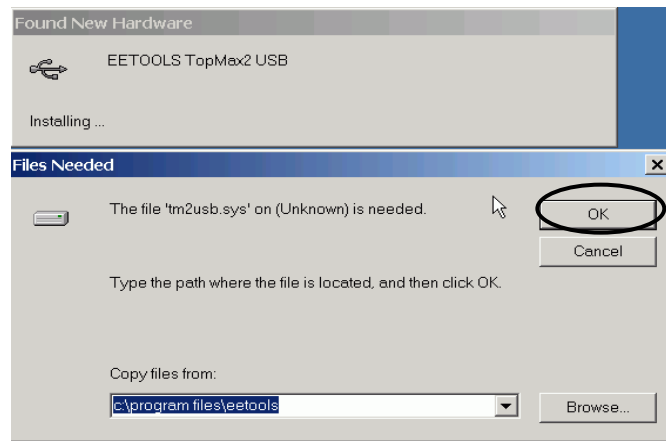 Found New Hardware
EETOOLS TopMax2 USB
Installing ...
Files Needed
The file 'tm2usb.sys' on (Unknown) is needed.
OK
Cancel
Type the path where the file is located, and then click OK.
Copy files from:
c:\program files\eetools
Browse...